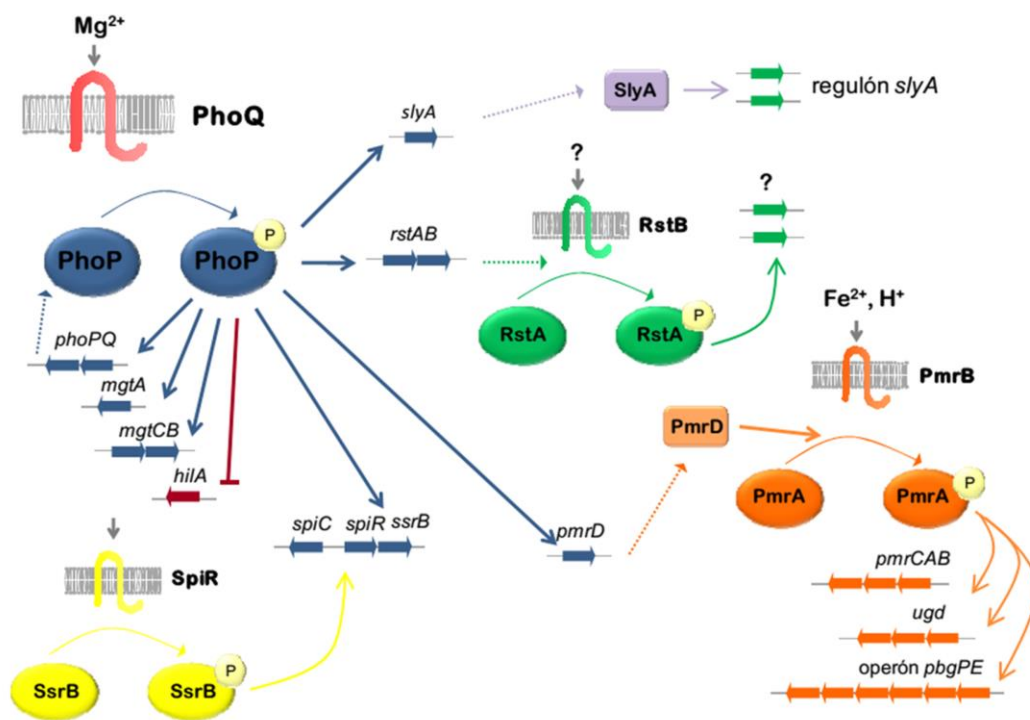 Mg²⁺
PhoQ
slyA
SlyA
regulón slyA
?
RstB
?
P
PhoP
PhoP
rstAB
RstA
RstA
P
Fe²⁺, H⁺
PmrB
phoPQ
mgtA
mgtCB
hilA
PmrD
PmrA
PmrA
P
spiC spiR ssrB
pmrD
SpiR
pmrCAB
ugd
operón pbgPE
SsrB
SsrB
P